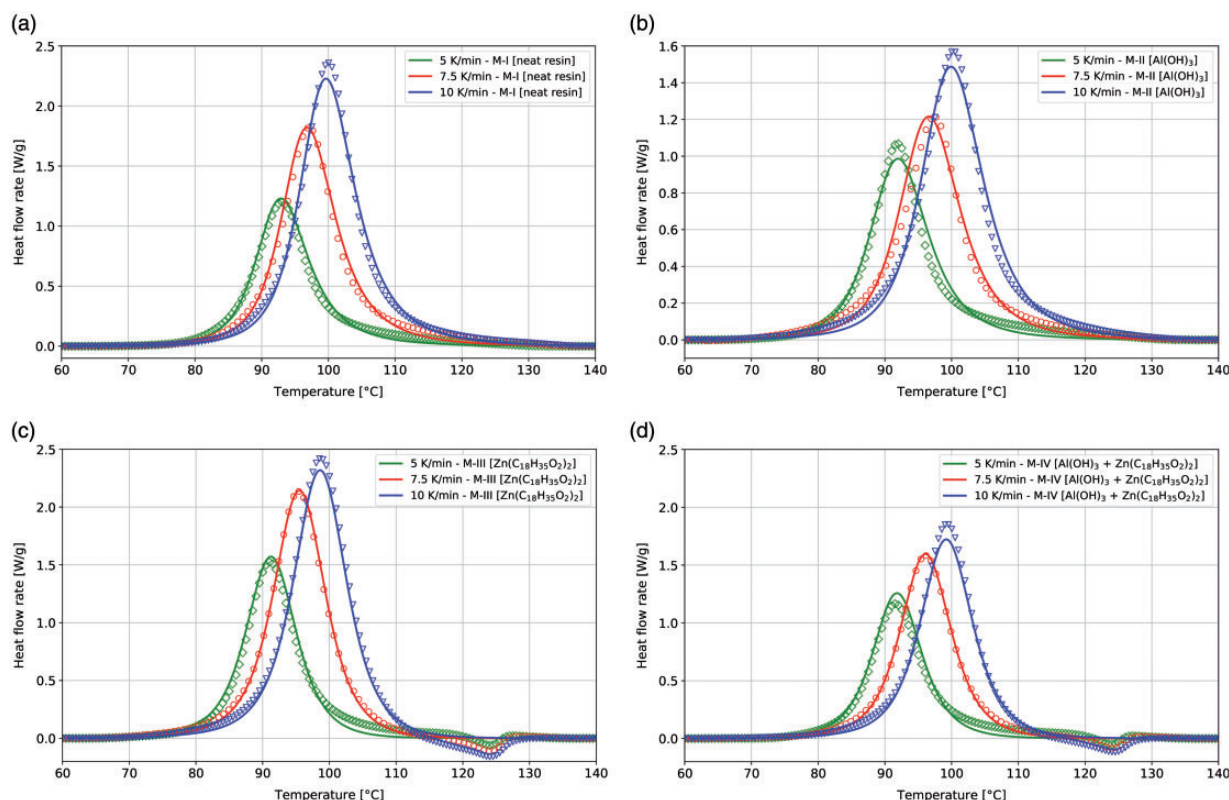 (a)
2.5
2.0
1.5
1.0
0.5
0.0
Heat flow rate [W/g]
5 K/min - M-I [neat resin]
7.5 K/min - M-I [neat resin]
10 K/min - M-I [neat resin]
60 70 80 90 100 110 120 130 140
Temperature [°C]
(b)
1.6
1.4
1.2
1.0
0.8
0.6
0.4
0.2
0.0
Heat flow rate [W/g]
5 K/min - M-II [Al(OH)₃]
7.5 K/min - M-II [Al(OH)₃]
10 K/min - M-II [Al(OH)₃]
60 70 80 90 100 110 120 130 140
Temperature [°C]
(c)
2.5
2.0
1.5
1.0
0.5
0.0
Heat flow rate [W/g]
5 K/min - M-III [Zn(C₁₈H₃₅O₂)₂]
7.5 K/min - M-III [Zn(C₁₈H₃₅O₂)₂]
10 K/min - M-III [Zn(C₁₈H₃₅O₂)₂]
60 70 80 90 100 110 120 130 140
Temperature [°C]
(d)
2.5
2.0
1.5
1.0
0.5
0.0
Heat flow rate [W/g]
5 K/min - M-IV [Al(OH)₃ + Zn(C₁₈H₃₅O₂)₂]
7.5 K/min - M-IV [Al(OH)₃ + Zn(C₁₈H₃₅O₂)₂]
10 K/min - M-IV [Al(OH)₃ + Zn(C₁₈H₃₅O₂)₂]
60 70 80 90 100 110 120 130 140
Temperature [°C]